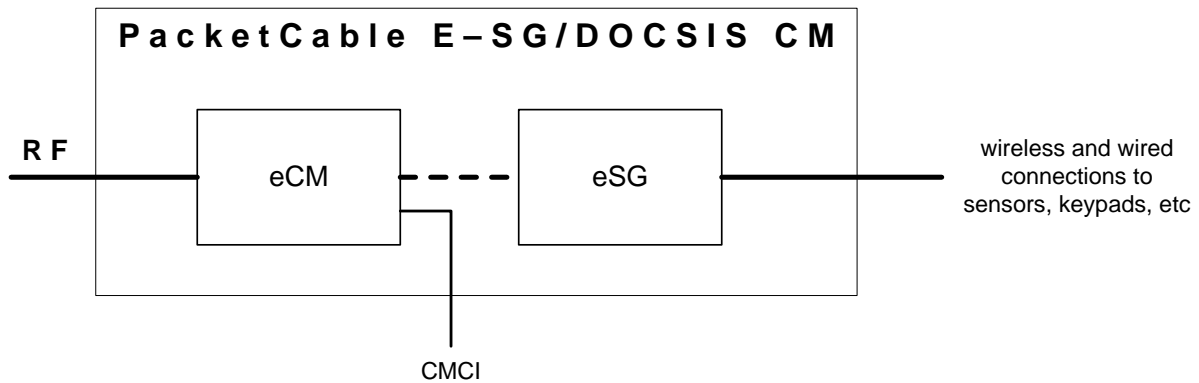 PacketCable E–SG/DOCSIS CM
RF
eCM
eSG
wireless and wired
connections to
sensors, keypads, etc
CMCI